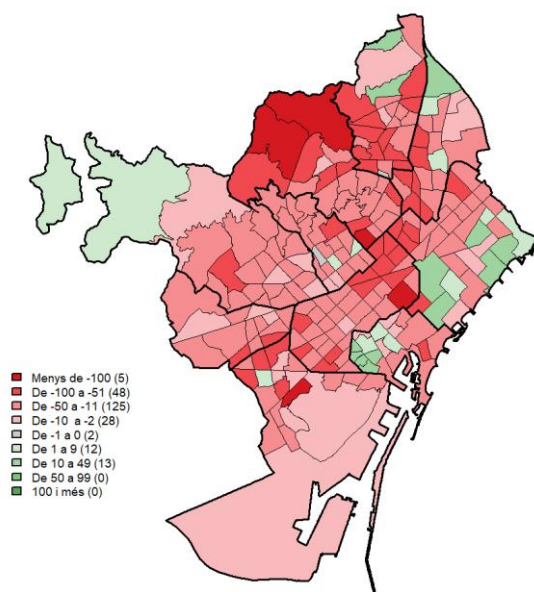 Menys de -100 (5)
De -100 a -51 (48)
De -50 a -11 (125)
De -10 a -2 (28)
De -1 a 0 (2)
De 1 a 9 (12)
De 10 a 49 (13)
De 50 a 99 (0)
100 i més (0)